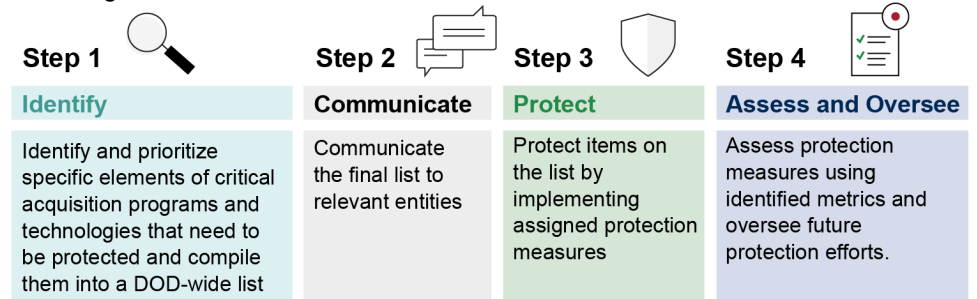 Step 1
Identify
Identify and prioritize
specific elements of critical
acquisition programs and
technologies that need to
be protected and compile
them into a DOD-wide list
Step 2
Communicate
Communicate
the final list to
relevant entities
Step 3
Protect
Protect items on
the list by
implementing
assigned protection
measures
Step 4
Assess and Oversee
Assess protection
measures using
identified metrics and
oversee future
protection efforts.